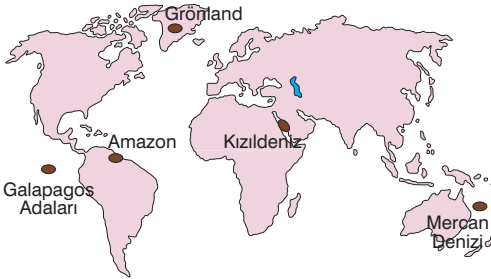 Grönland
Amazon
Kızıldeniz
Galapagos
Adaları
Mercan
Denizi